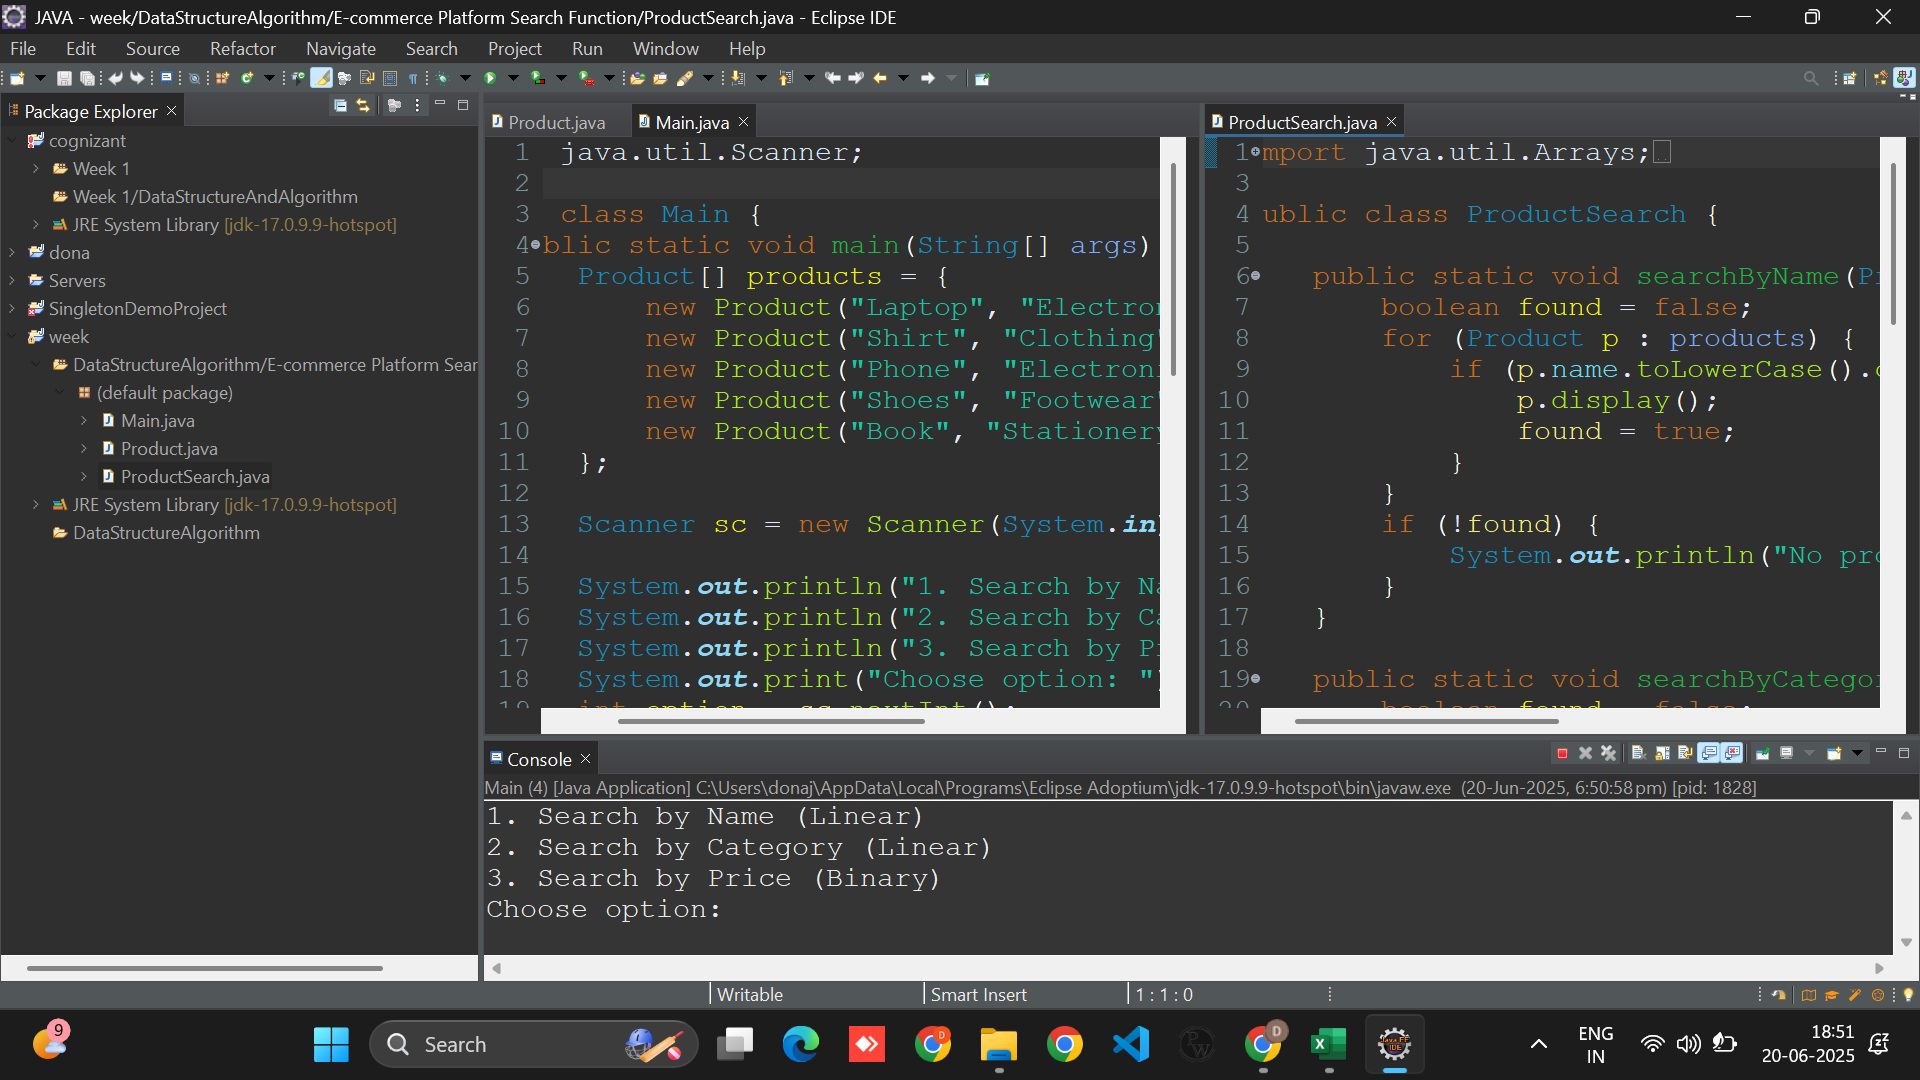 JAVA - week/DataStructureAlgorithm/E-commerce Platform Search Function/ProductSearch.java - Eclipse IDE
File Edit Source Refactor Navigate Search Project Run Window Help
Package Explorer
cognizant
Week 1
Week 1/DataStructureAndAlgorithm
JRE System Library [jdk-17.0.9.9-hotspot]
dona
Servers
SingletonDemoProject
week
DataStructureAlgorithm/E-commerce Platform Sear
(default package)
Main.java
Product.java
ProductSearch.java
JRE System Library [jdk-17.0.9.9-hotspot]
DataStructureAlgorithm
Product.java Main.java
1 java.util.Scanner;
2
3 class Main {
4 blic static void main(String[] args)
5 Product[] products = {
6 new Product("Laptop", "Electro
7 new Product("Shirt", "Clothing
8 new Product("Phone", "Electron
9 new Product("Shoes", "Footwear"
10 new Product("Book", "Stationery
11 };
12
13 Scanner sc = new Scanner(System.in)
14
15 System.out.println("1. Search by Na
16 System.out.println("2. Search by Ca
17 System.out.println("3. Search by P
18 System.out.print("Choose option: ")
19 int option = sc.nextInt();
ProductSearch.java
1 mport java.util.Arrays;
3
4 ublic class ProductSearch {
5
6 public static void searchByName(P
7 boolean found = false;
8 for (Product p : products) {
9 if (p.name.toLowerCase().
10 p.display();
11 found = true;
12 }
13 }
14 if (!found) {
15 System.out.println("No pro
16 }
17 }
18
19 public static void searchByCatego
20 boolean found = false;
Console
Main (4) [Java Application] C:\Users\donaj\AppData\Local\Programs\Eclipse Adoptium\jdk-17.0.9.9-hotspot\bin\javaw.exe (20-Jun-2025, 6:50:58 pm) [pid: 1828]
1. Search by Name (Linear)
2. Search by Category (Linear)
3. Search by Price (Binary)
Choose option:
Writable Smart Insert 1 : 1 : 0
9
Search
D
D
ENG
IN
18:51
20-06-2025